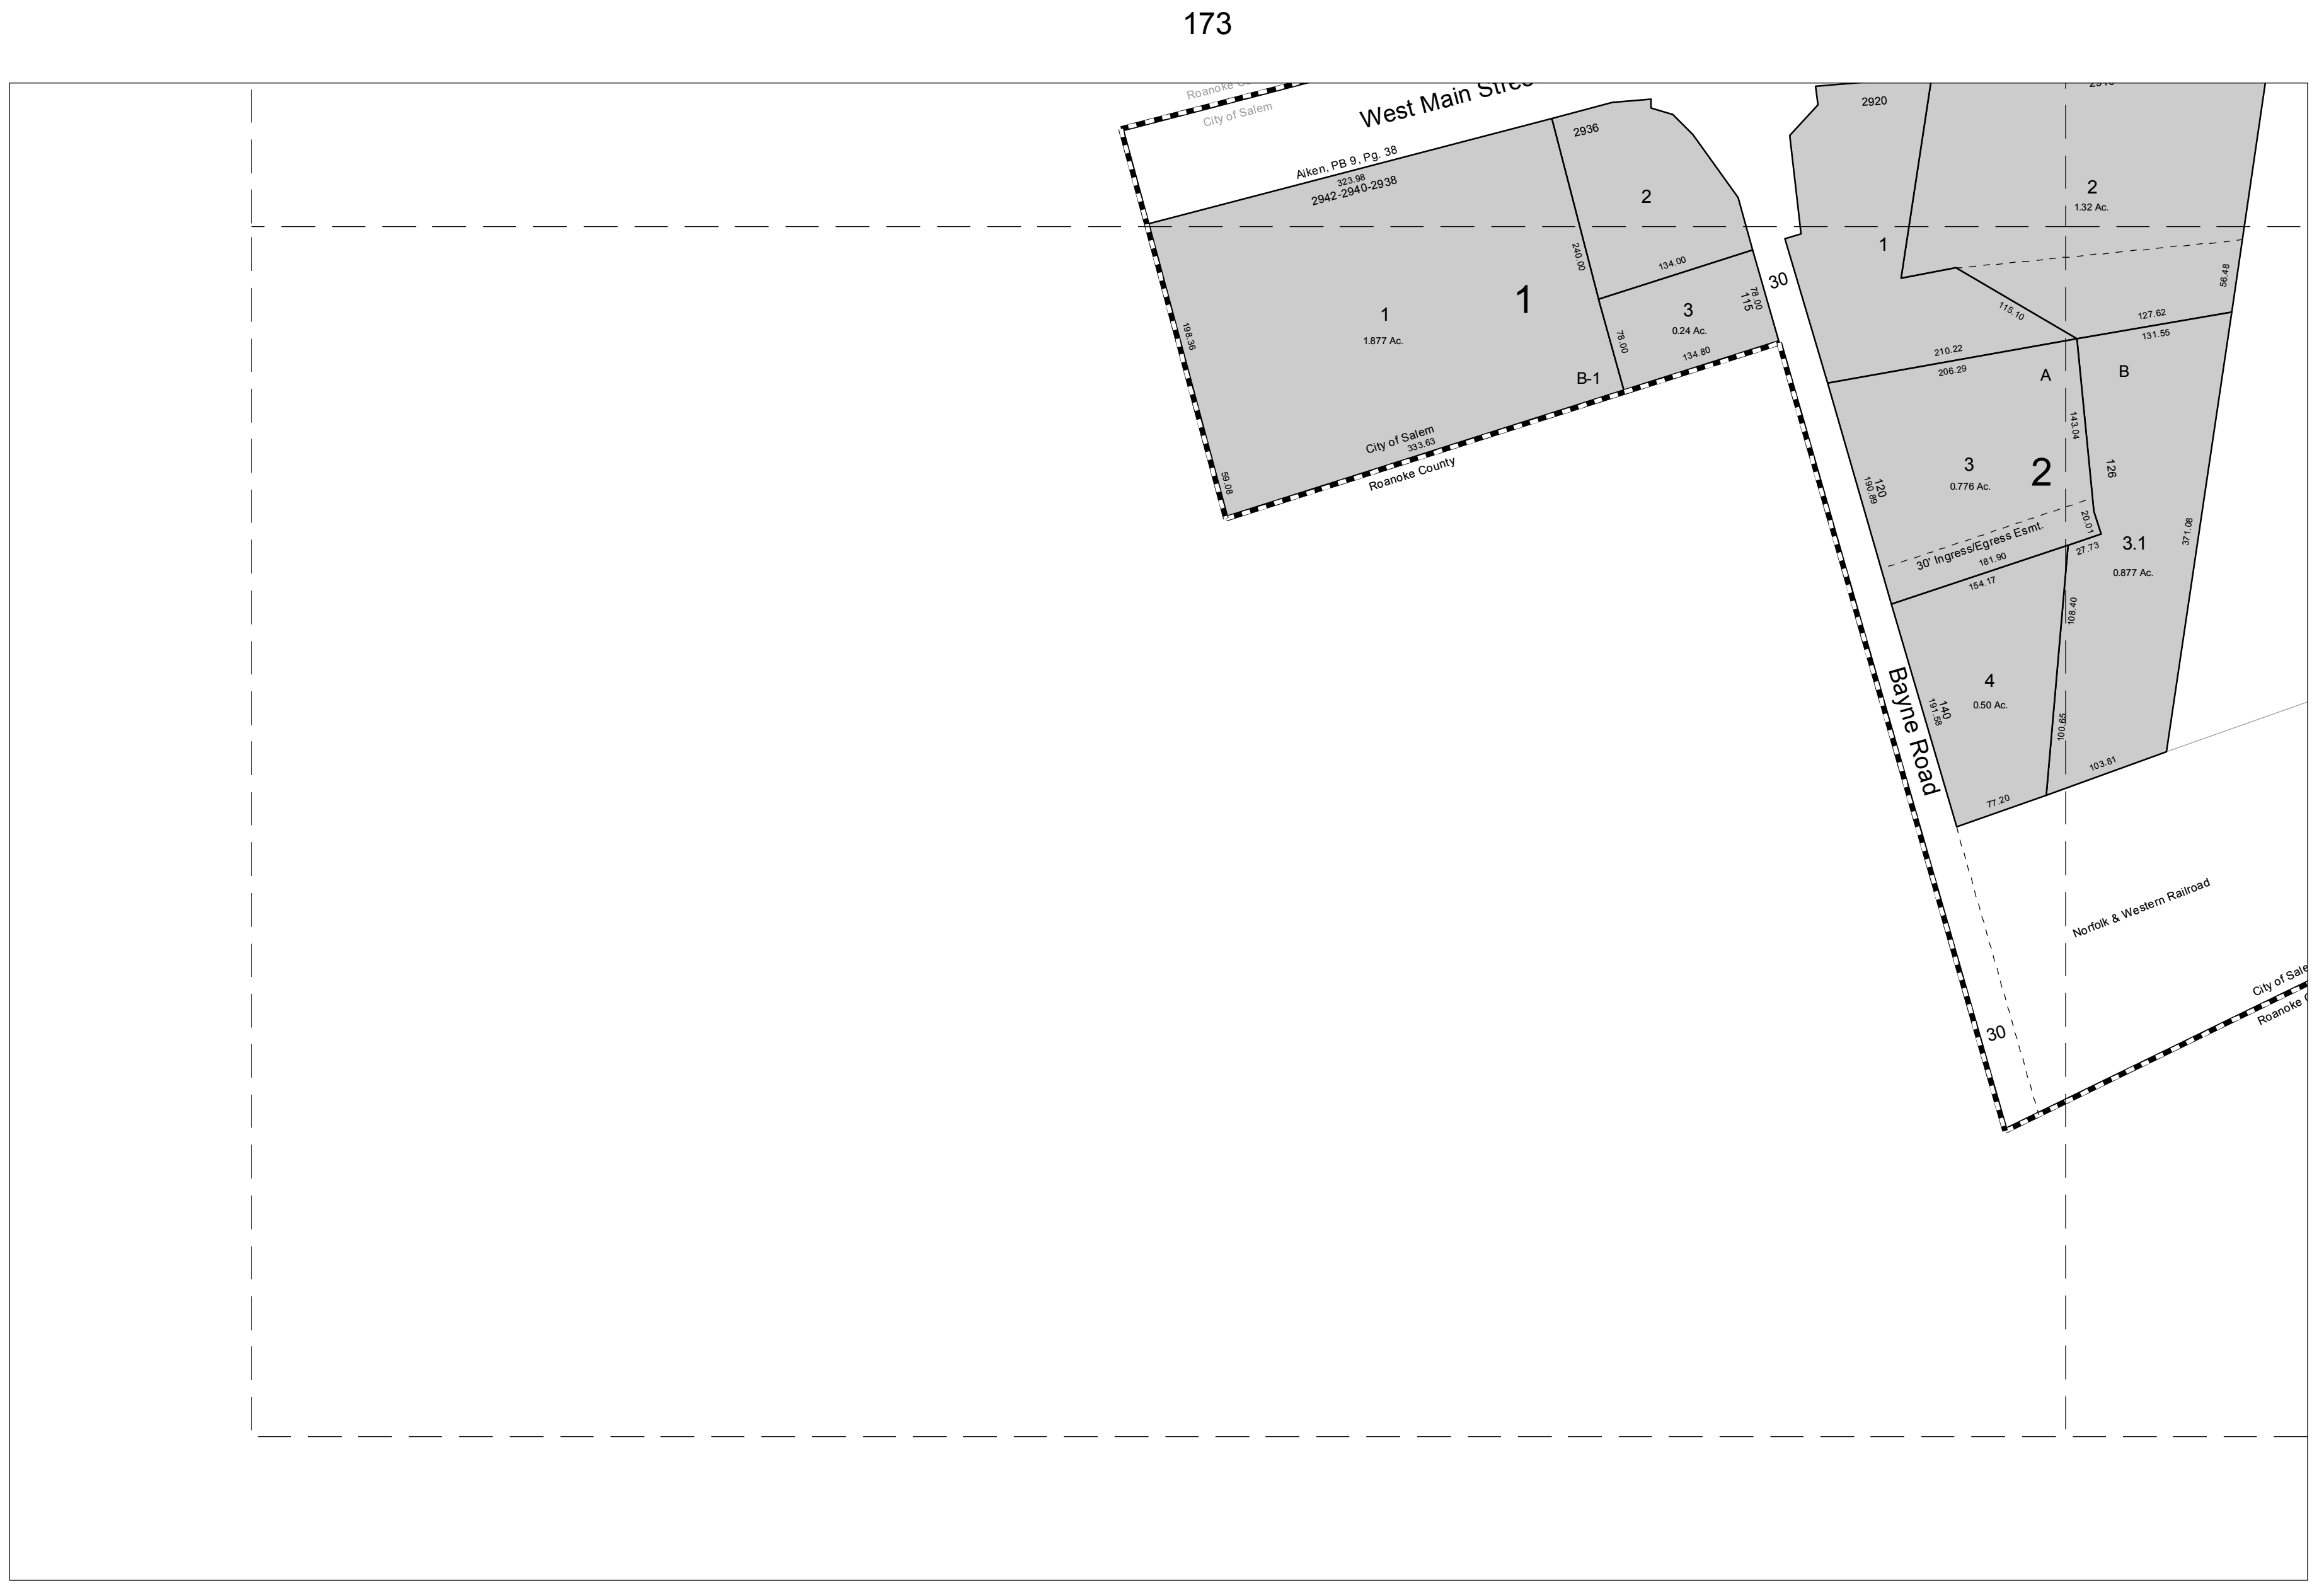 173
Roanoke
City of Salem
West Main
Aiken, PB 9, Pg. 38
323.98
2942-2940-2938
2936
2
240.00
134.00
1
1
1.877 Ac.
198.36
59.08
3
0.24 Ac.
78.00
115
78.00
134.80
B-1
City of Salem
333.63
Roanoke County
30
2920
1
2
1.32 Ac.
56.48
115.10
127.62
131.55
210.22
206.29
A
B
143.04
126
3
0.776 Ac.
2
120
190.89
20.01
30' Ingress/Egress Esmt.
181.90
154.17
27.73
3.1
0.877 Ac.
371.08
108.40
4
0.50 Ac.
140
191.58
100.65
103.81
77.20
Bayne Road
Norfolk & Western Railroad
30
City of
Roanoke